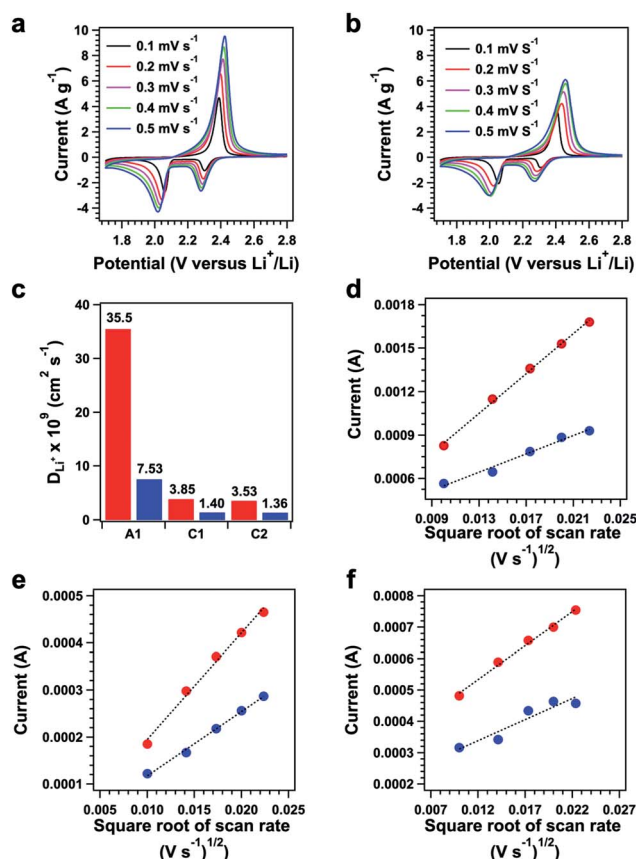 a
0.1 mV S-1
0.2 mV S-1
0.3 mV S-1
0.4 mV S-1
0.5 mV s-1
Current (A g-1)
10
8
6
4
2
0
-2
-4
1.8 2.0 2.2 2.4 2.6 2.8
Potential (V versus Li+/Li)
b
0.1 mV S-1
0.2 mV S-1
0.3 mV S-1
0.4 mV S-1
0.5 mV S-1
Current (A g-1)
10
8
6
4
2
0
-2
-4
1.8 2.0 2.2 2.4 2.6 2.8
Potential (V versus Li+/Li)
c
DLi+ x 10^9 (cm2 s-1)
40
30
20
10
0
35.5
7.53
3.85
1.40
3.53
1.36
A1 C1 C2
d
Current (A)
0.0018
0.0015
0.0012
0.0009
0.0006
0.009 0.013 0.017 0.021 0.025
Square root of scan rate
(V s-1)1/2
e
Current (A)
0.0005
0.0004
0.0003
0.0002
0.0001
0.005 0.010 0.015 0.020 0.025
Square root of scan rate
(V s-1)1/2
f
Current (A)
0.0008
0.0007
0.0006
0.0005
0.0004
0.0003
0.0002
0.007 0.012 0.017 0.022 0.027
Square root of scan rate
(V s-1)1/2